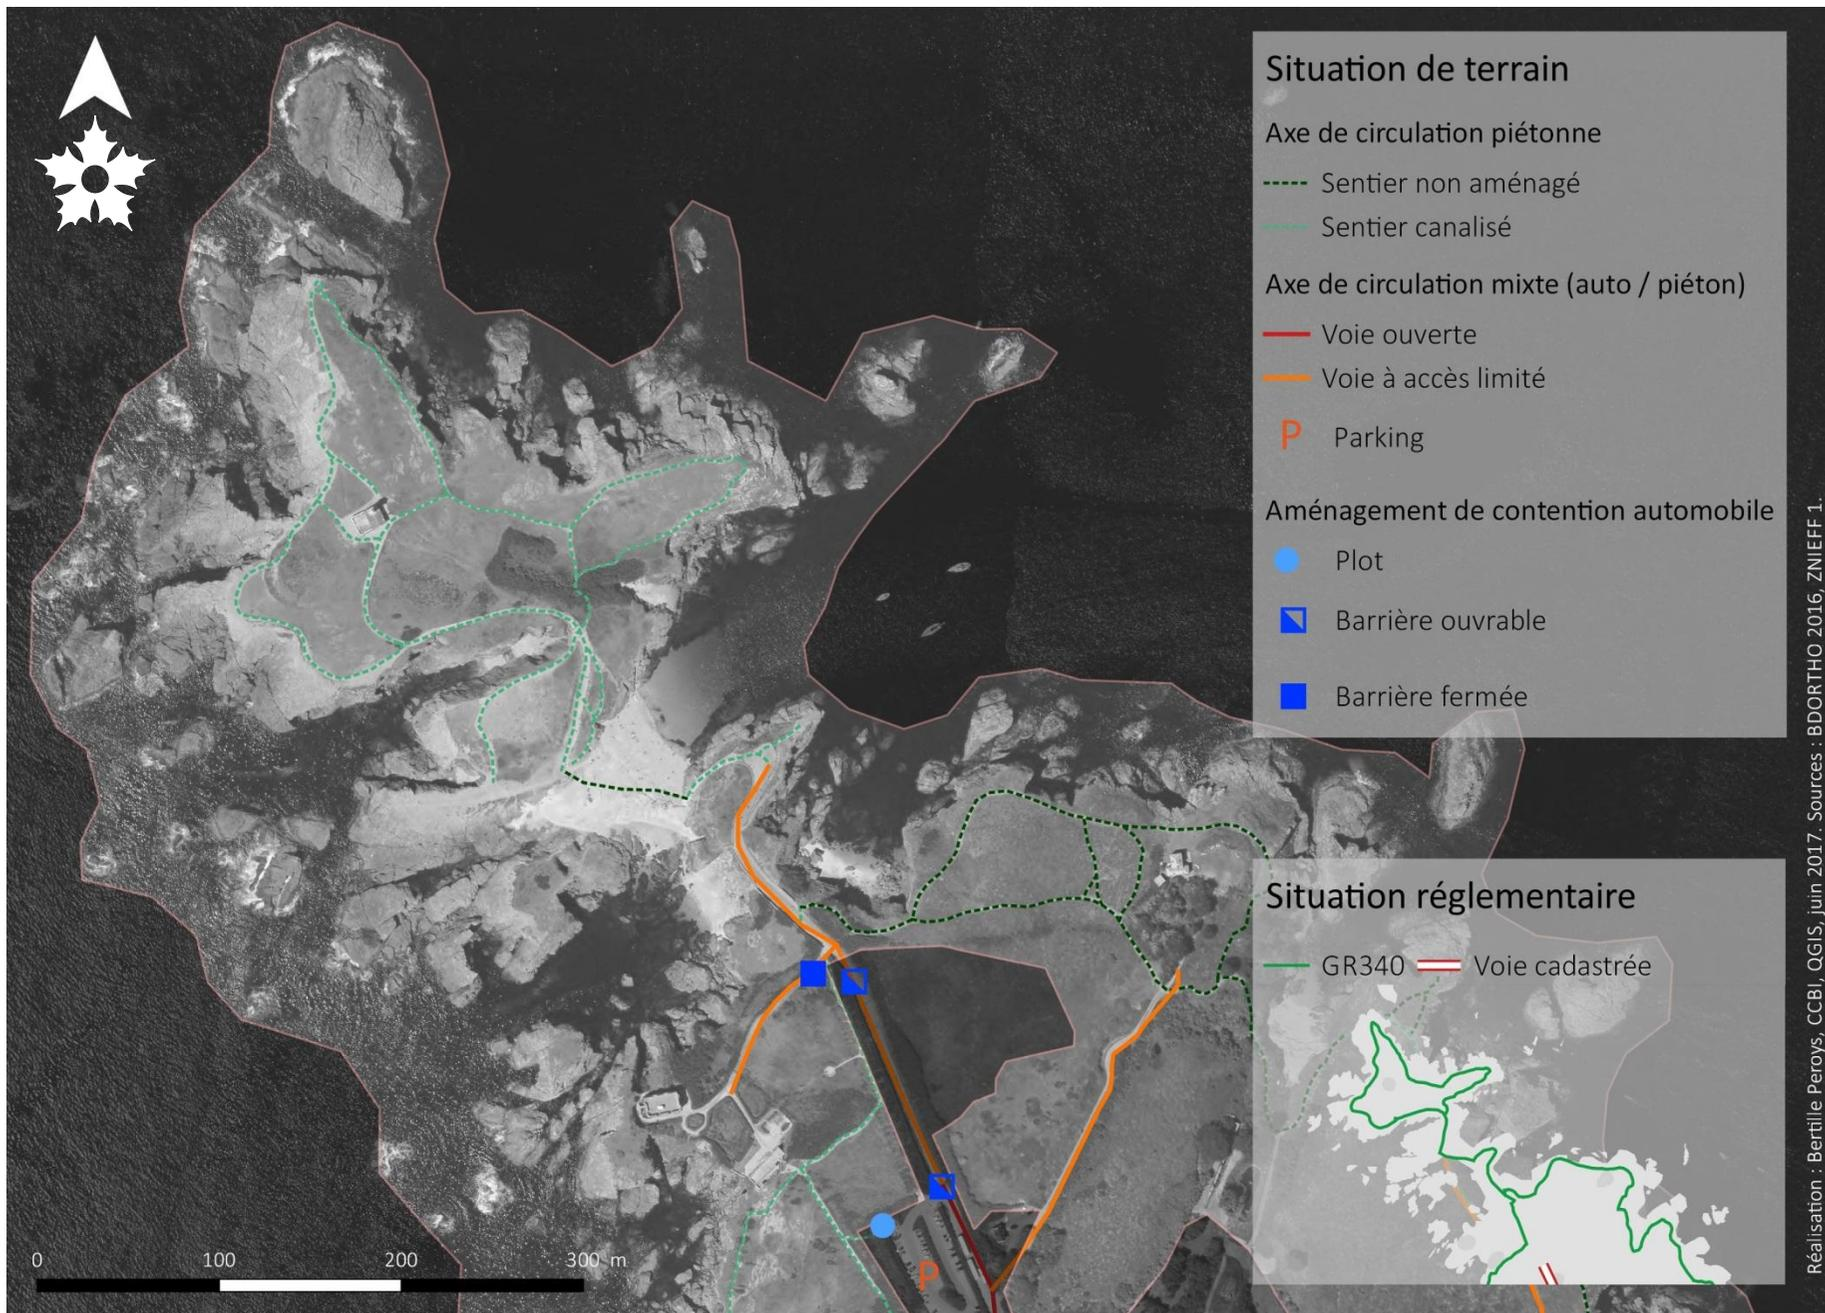 Situation de terrain
Axe de circulation piétonne
Sentier non aménagé
Sentier canalisé
Axe de circulation mixte (auto / piéton)
Voie ouverte
Voie à accès limité
P Parking
Aménagement de contention automobile
Plot
Barrière ouvrable
Barrière fermée
Situation réglementaire
GR340 Voie cadastrée
P
0 100 200 300 m
Réalisation : Bertille Peroys, CCBI, QGIS, juin 2017. Sources : BDORTHO 2016, ZNIEFF 1.